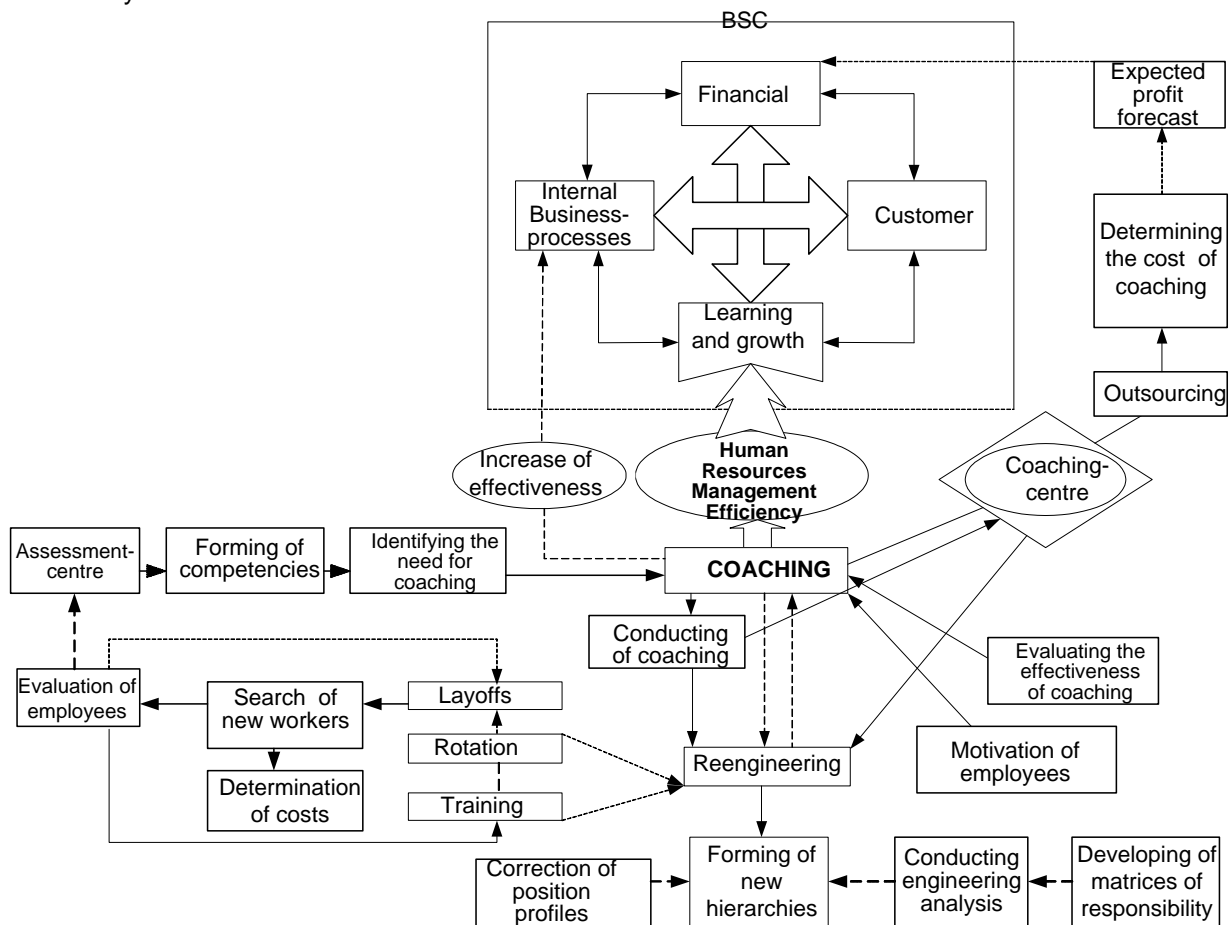 y
BSC
Financial
Expected
profit
forecast
Internal
Business-
processes
Customer
Determining
the cost of
coaching
Learning
and growth
Outsourcing
Increase of
effectiveness
Human
Resources
Management
Efficiency
Coaching-
centre
Assessment-
centre
Forming of
competencies
Identifying the
need for
coaching
COACHING
Conducting
of coaching
Evaluating the
effectiveness
of coaching
Evaluation of
employees
Search of
new workers
Layoffs
Rotation
Reengineering
Motivation of
employees
Determination
of costs
Training
Correction of
position
profiles
Forming of
new
hierarchies
Conducting
engineering
analysis
Developing of
matrices of
responsibility